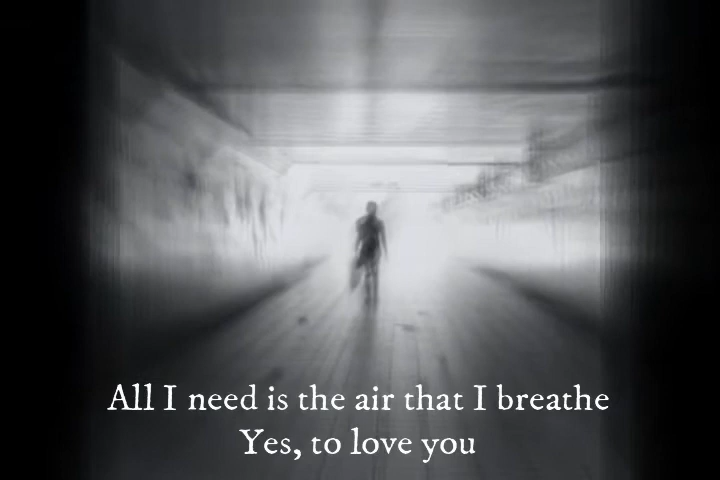 All I need is the air that I breathe
Yes, to love you